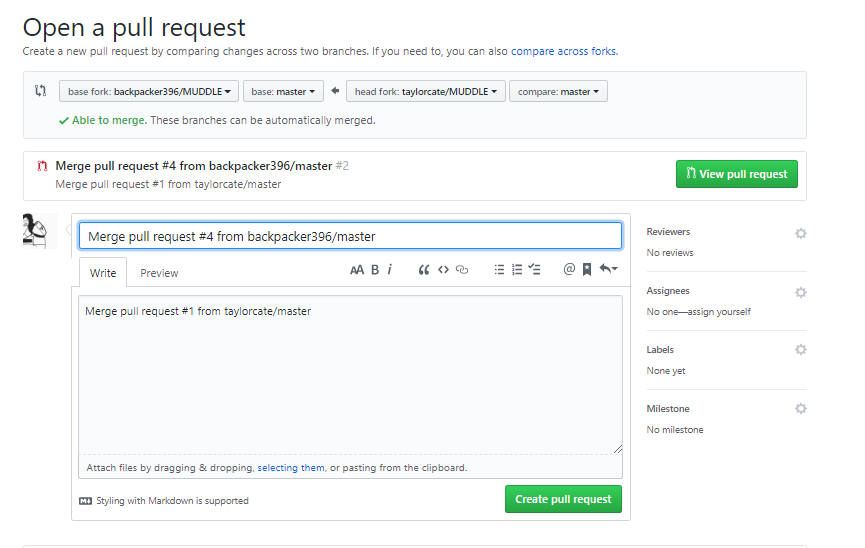 Open a pull request
Create a new pull request by comparing changes across two branches. If you need to, you can also compare across forks.
base fork: backpacker396/MUDDLE base: master head fork: taylorcate/MUDDLE compare: master
Able to merge. These branches can be automatically merged.
Merge pull request #4 from backpacker396/master #2
Merge pull request #1 from taylorcate/master
View pull request
Merge pull request #4 from backpacker396/master
Write Preview
AA B i “ <> @
Merge pull request #1 from taylorcate/master
Attach files by dragging & dropping, selecting them, or pasting from the clipboard.
Styling with Markdown is supported
Create pull request
Reviewers
No reviews
Assignees
No one—assign yourself
Labels
None yet
Milestone
No milestone